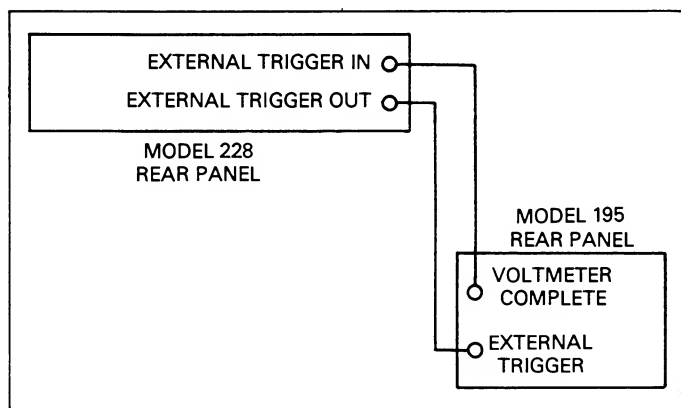 EXTERNAL TRIGGER IN
EXTERNAL TRIGGER OUT
MODEL 228
REAR PANEL
MODEL 195
REAR PANEL
VOLTMETER
COMPLETE
EXTERNAL
TRIGGER